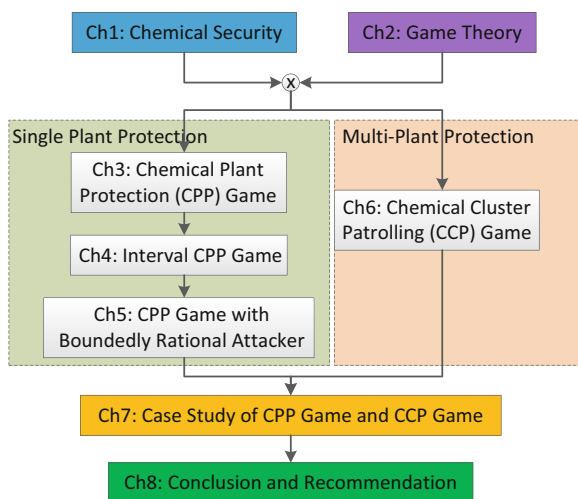 Ch1: Chemical Security
Ch2: Game Theory
X
Single Plant Protection
Multi-Plant Protection
Ch3: Chemical Plant
Protection (CPP) Game
Ch4: Interval CPP Game
Ch5: CPP Game with
Boundedly Rational Attacker
Ch6: Chemical Cluster
Patrolling (CCP) Game
Ch7: Case Study of CPP Game and CCP Game
Ch8: Conclusion and Recommendation